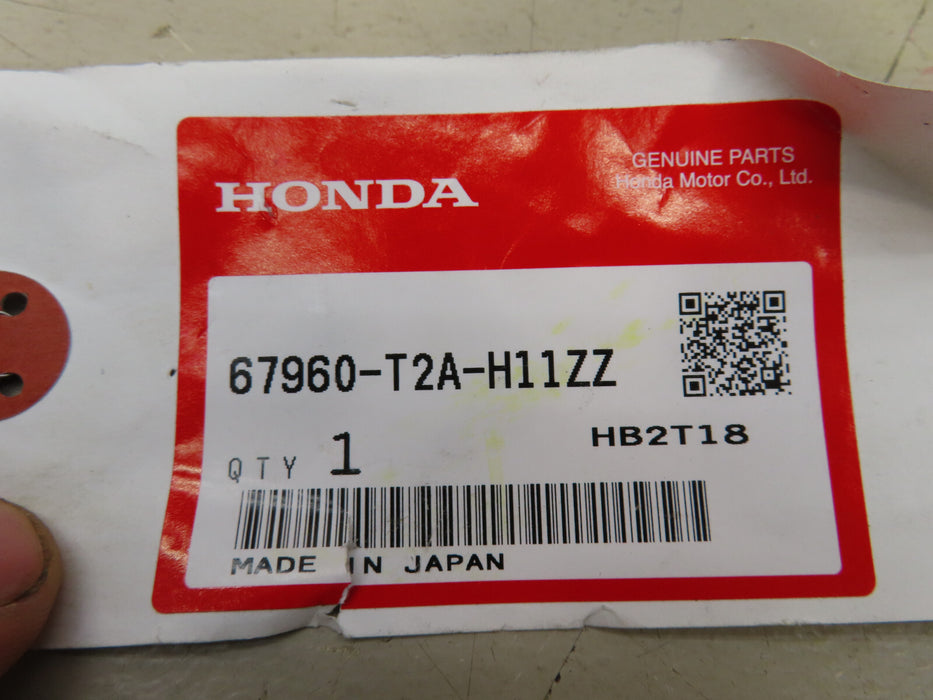 HONDA
GENUINE PARTS
Honda Motor Co., Ltd.
67960-T2A-H11ZZ
HB2T18
QTY 1
MADE IN JAPAN